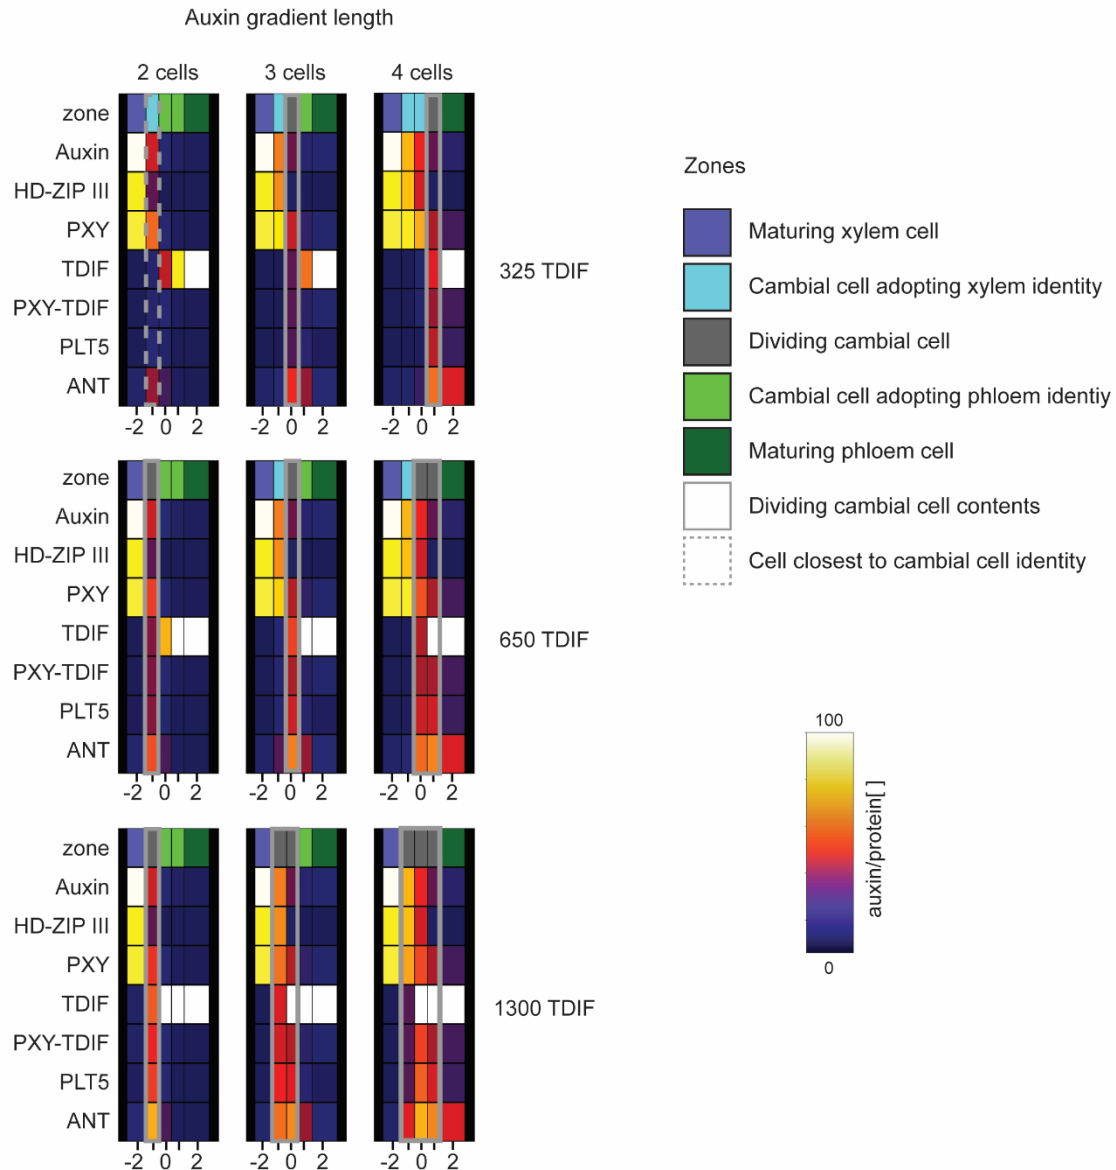 Auxin gradient length
2 cells 3 cells 4 cells
zone
Auxin
HD-ZIP III
PXY
TDIF
PXY-TDIF
PLT5
ANT
325 TDIF
-2 0 2 -2 0 2 -2 0 2
zone
Auxin
HD-ZIP III
PXY
TDIF
PXY-TDIF
PLT5
ANT
650 TDIF
-2 0 2 -2 0 2 -2 0 2
zone
Auxin
HD-ZIP III
PXY
TDIF
PXY-TDIF
PLT5
ANT
1300 TDIF
-2 0 2 -2 0 2 -2 0 2
Zones
Maturing xylem cell
Cambial cell adopting xylem identity
Dividing cambial cell
Cambial cell adopting phloem identiy
Maturing phloem cell
Dividing cambial cell contents
Cell closest to cambial cell identity
100
auxin/protein[ ]
0